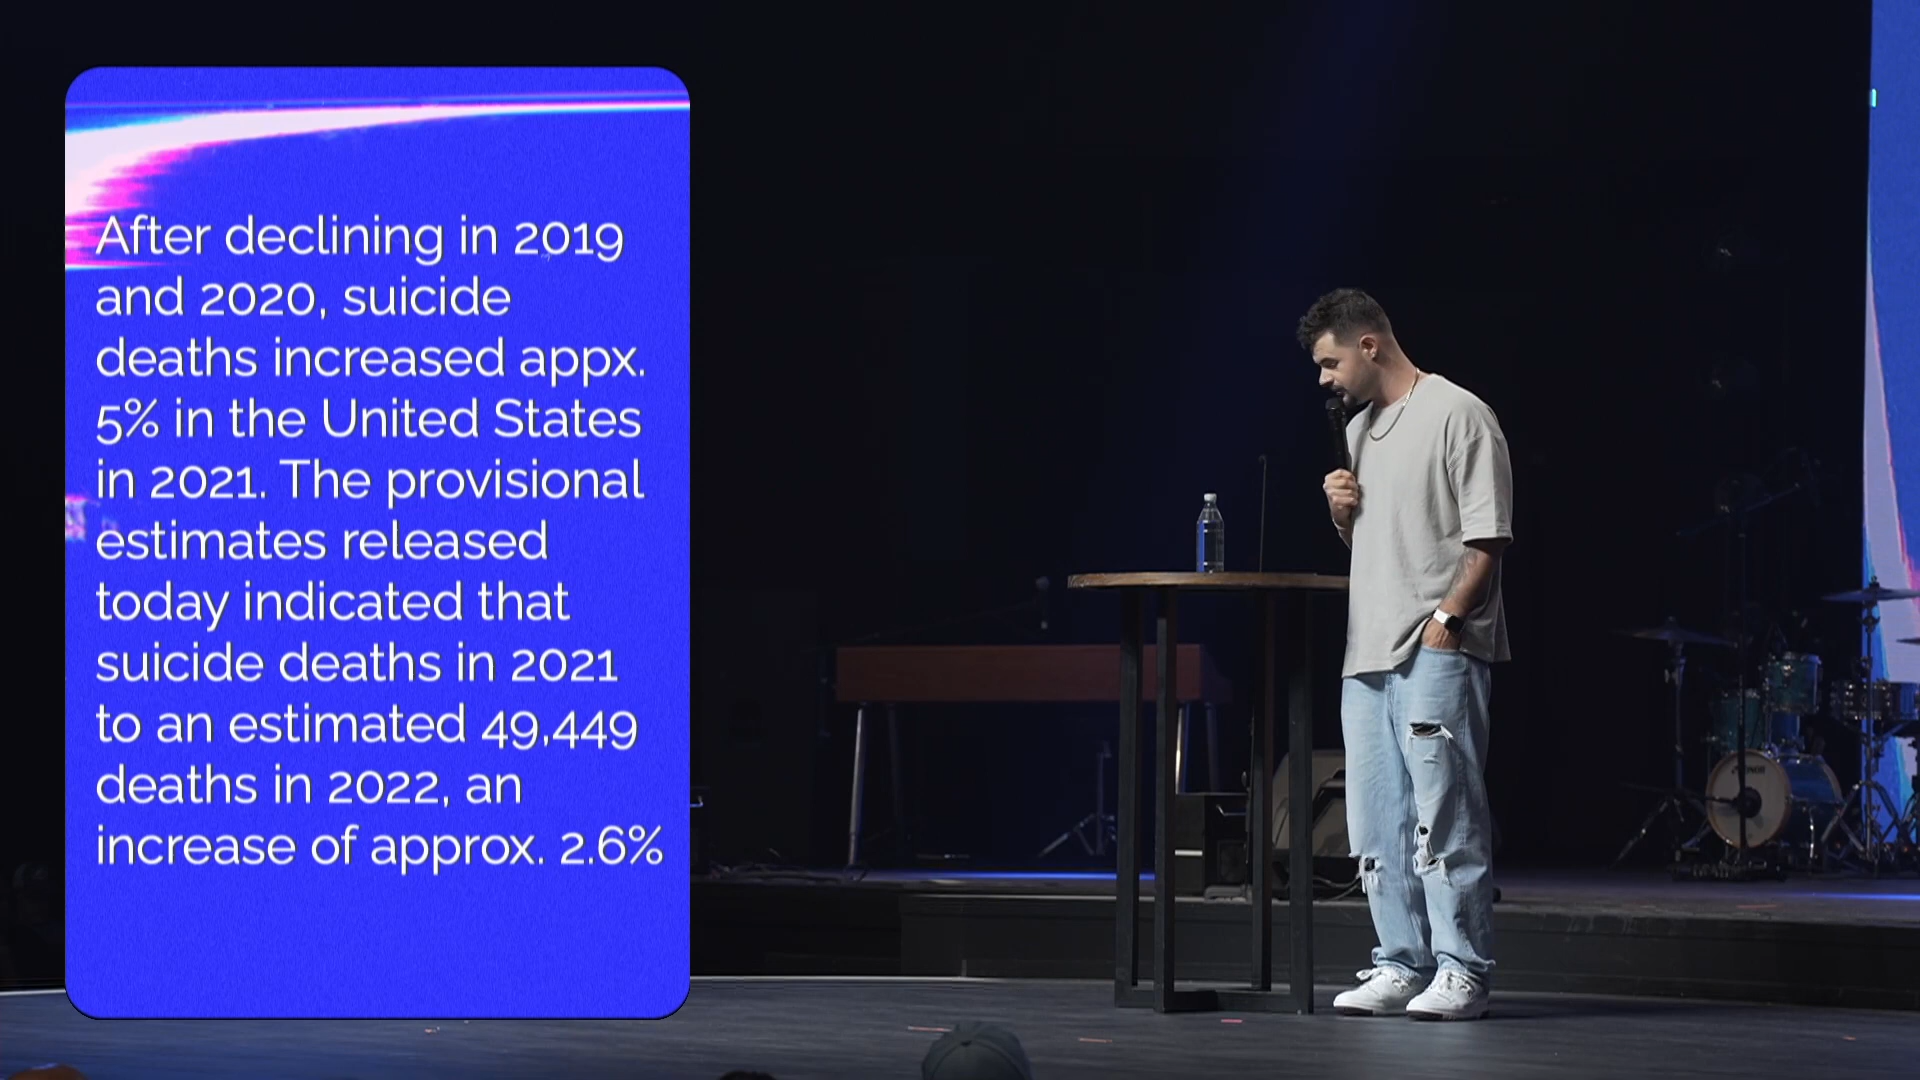 After declining in 2019
and 2020, suicide
deaths increased appx.
5% in the United States
in 2021. The provisional
estimates released
today indicated that
suicide deaths in 2021
to an estimated 49,449
deaths in 2022, an
increase of approx. 2.6%
SONOR